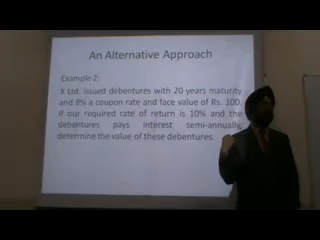 An Alternative Approach
Example 2:
X Ltd. issued debentures with 20 years maturity
and 8% a coupon rate and face value of Rs. 100.
If our required rate of return is 10% and the
debentures pays interest semi-annually,
determine the value of these debentures.